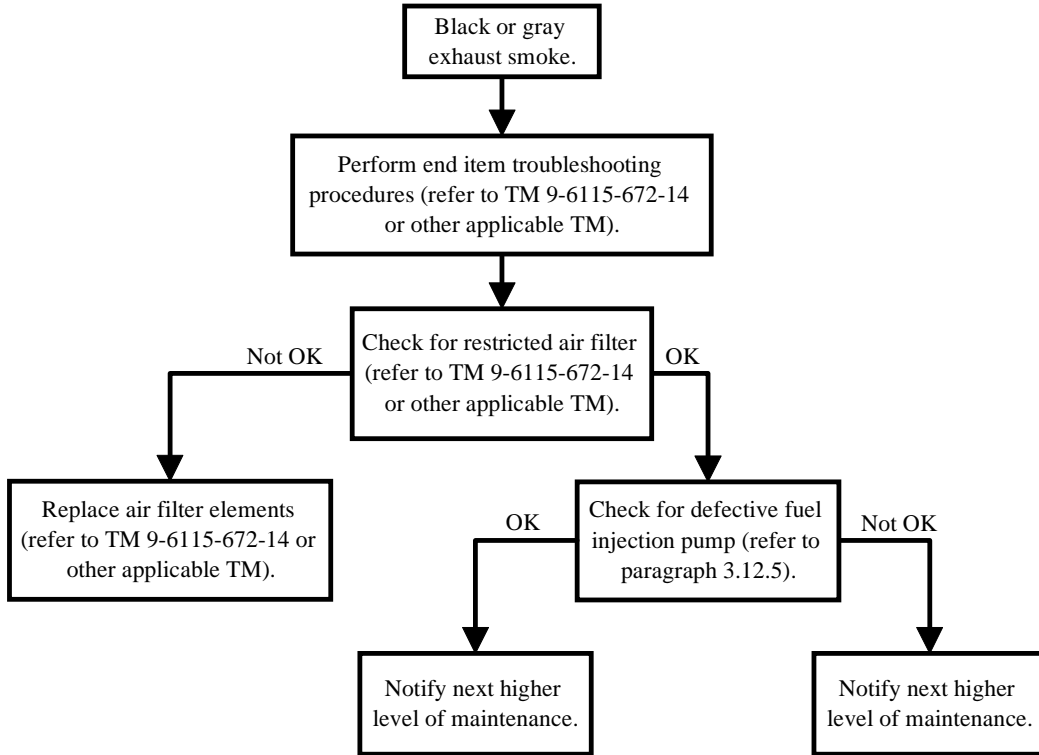 Black or gray
exhaust smoke.
Perform end item troubleshooting
procedures (refer to TM 9-6115-672-14
or other applicable TM).
Not OK
Check for restricted air filter
(refer to TM 9-6115-672-14
or other applicable TM).
OK
Replace air filter elements
(refer to TM 9-6115-672-14 or
other applicable TM).
OK
Check for defective fuel
injection pump (refer to
paragraph 3.12.5).
Not OK
Notify next higher
level of maintenance.
Notify next higher
level of maintenance.